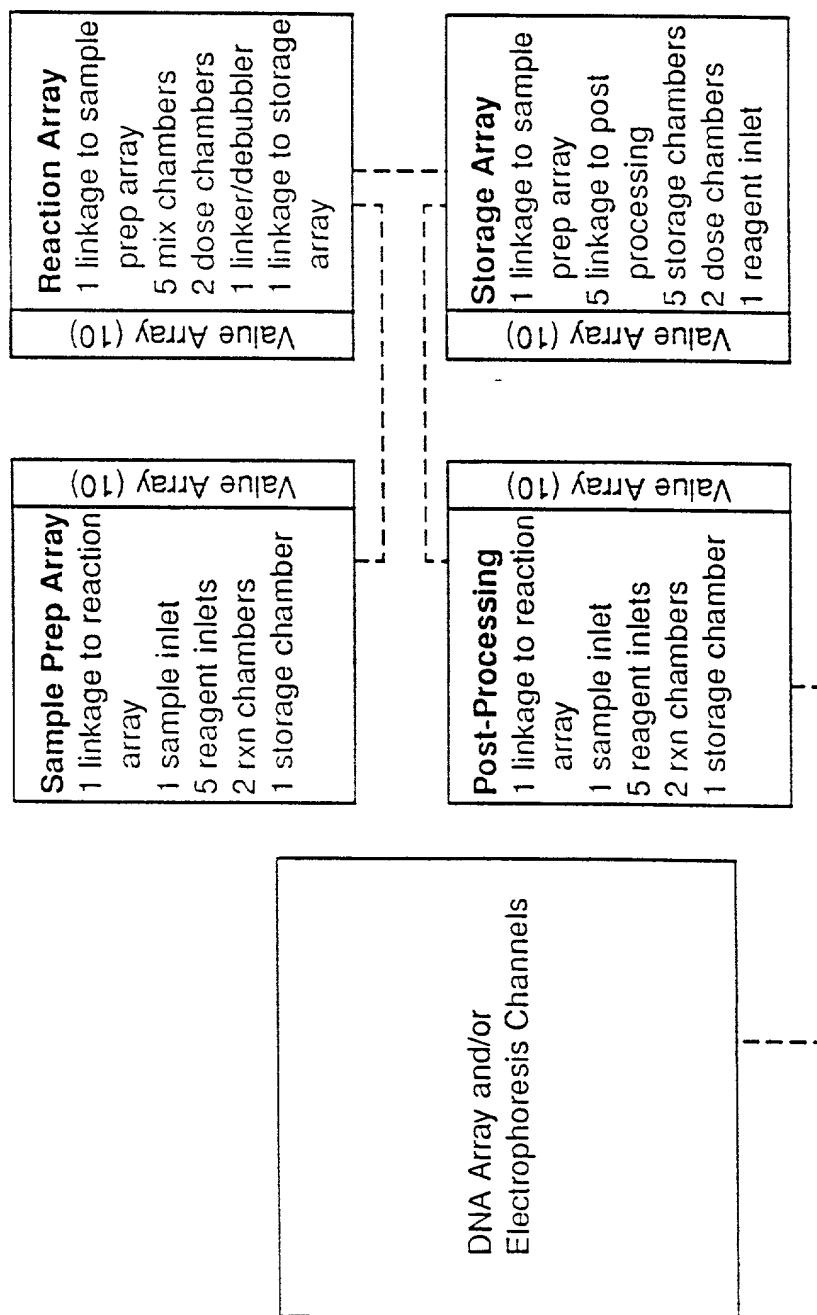 Sample Prep Array
1 linkage to reaction
array
1 sample inlet
5 reagent inlets
2 rxn chambers
1 storage chamber
Value Array (10)
Reaction Array
1 linkage to sample
prep array
5 mix chambers
2 dose chambers
1 linker/debubbler
1 linkage to storage
array
Value Array (10)
Post-Processing
1 linkage to reaction
array
1 sample inlet
5 reagent inlets
2 rxn chambers
1 storage chamber
Value Array (10)
Storage Array
1 linkage to sample
prep array
5 linkage to post
processing
5 storage chambers
2 dose chambers
1 reagent inlet
Value Array (10)
DNA Array and/or
Electrophoresis Channels